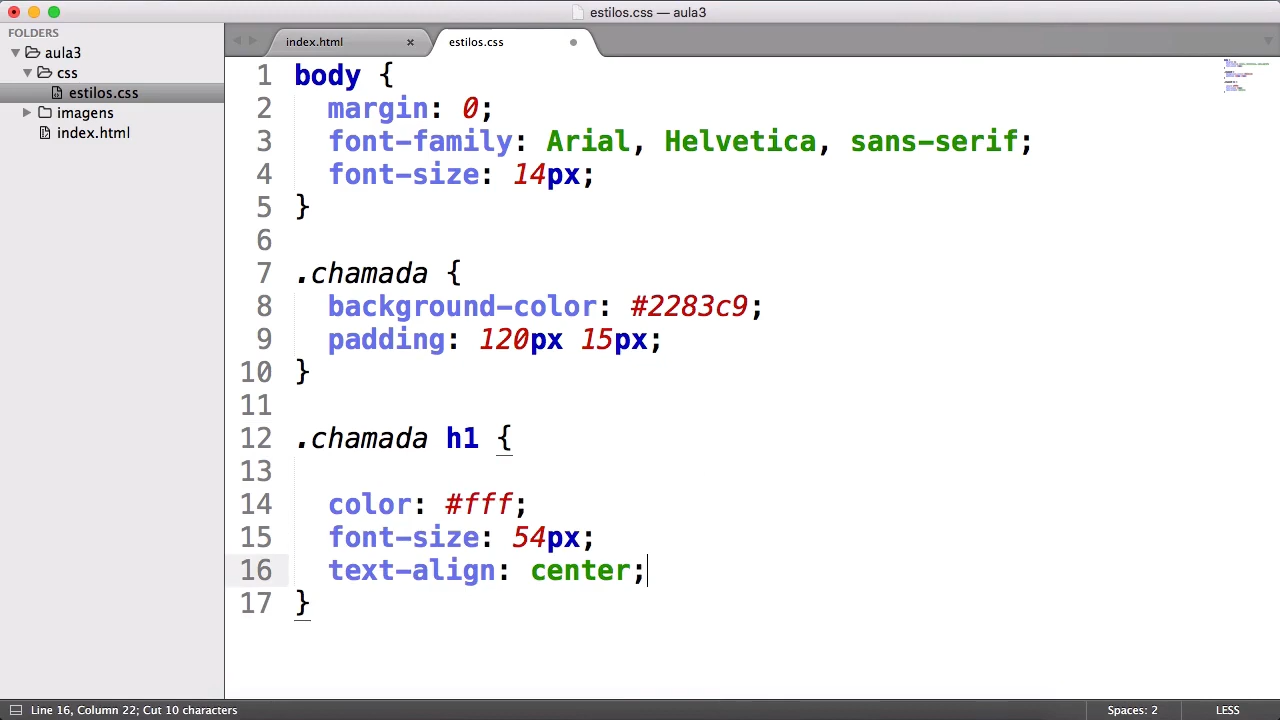 estilos.css — aula3
FOLDERS
aula3
css
estilos.css
imagens
index.html
index.html
estilos.css
1 body {
2 margin: 0;
3 font-family: Arial, Helvetica, sans-serif;
4 font-size: 14px;
5 }
6
7 .chamada {
8 background-color: #2283c9;
9 padding: 120px 15px;
10 }
11
12 .chamada h1 {
13
14 color: #fff;
15 font-size: 54px;
16 text-align: center;
17 }
Line 16, Column 22; Cut 10 characters
Spaces: 2
LESS